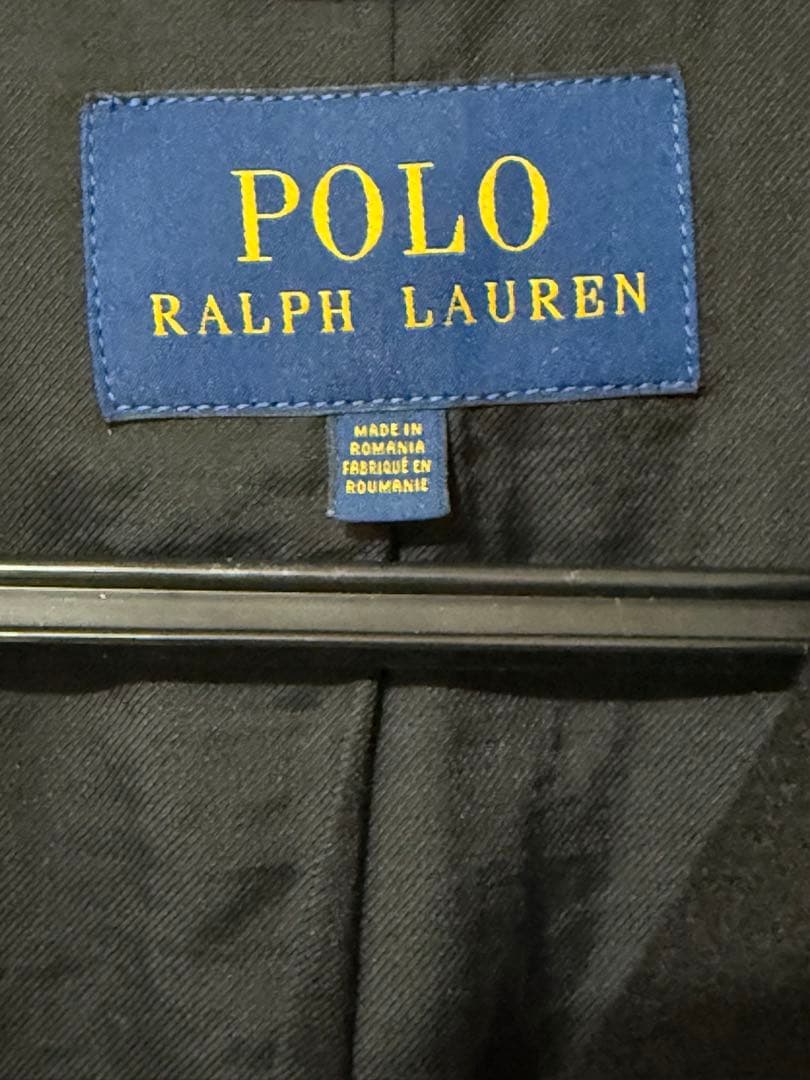 POLO
RALPH LAUREN
MADE IN
ROMANIA
FABRIQUÉ EN
ROUMANIE